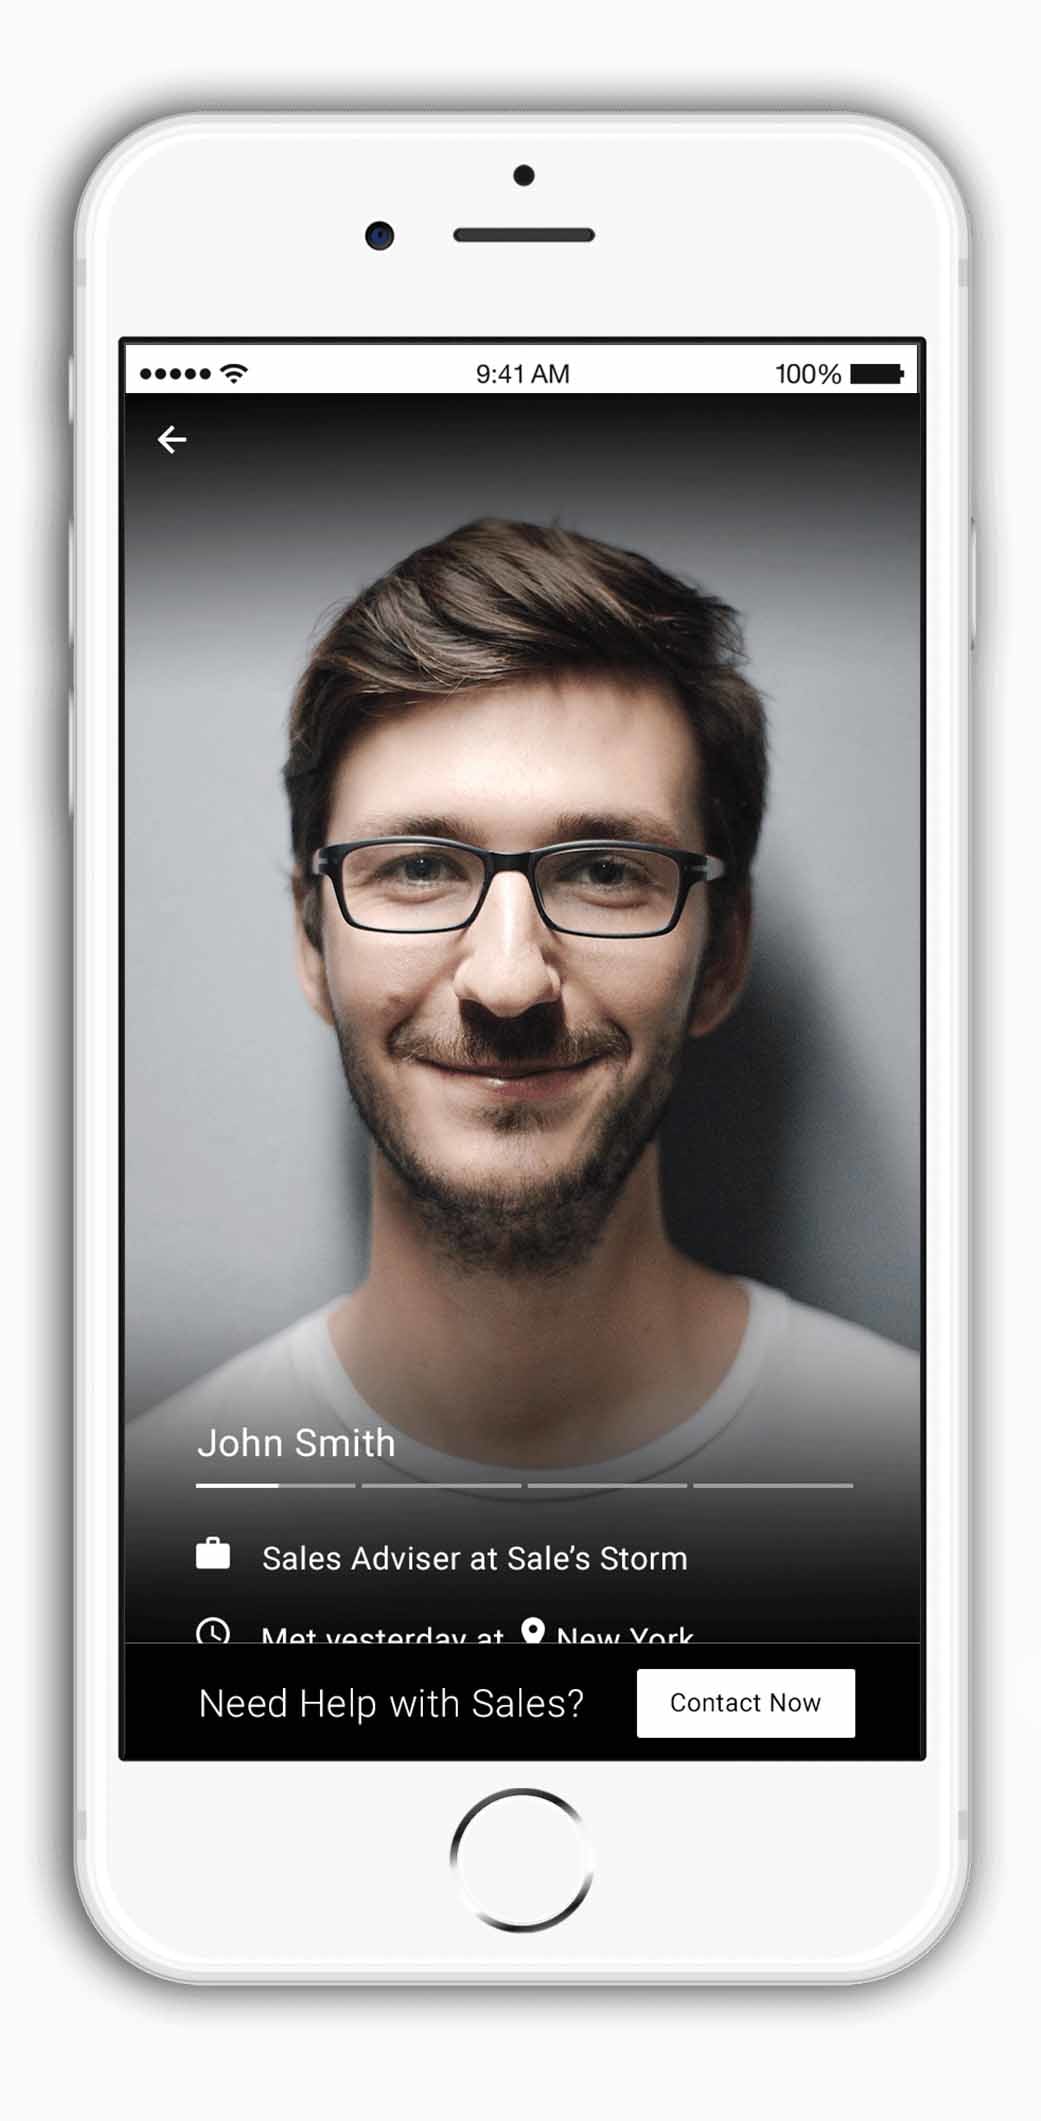 9:41 AM 100%
John Smith
Sales Adviser at Sale’s Storm
Met yesterday at New York
Need Help with Sales? Contact Now